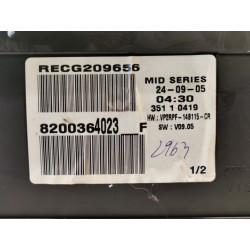 RECG209656
MID SERIES
24-09-05
04:30
351 1 0419
HW : VP2RPF-14B115-CR
SW : V09.05
8200364023_F
2963
1/2